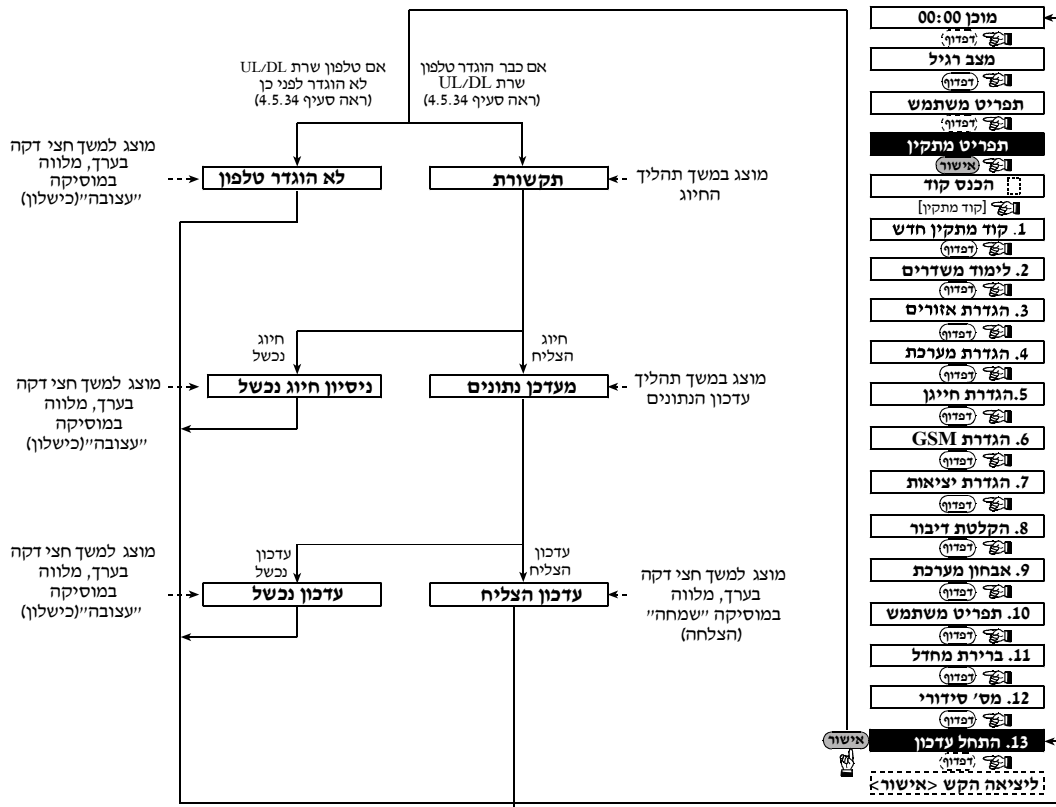 מוכן 00:00
דפדוף
מצב רגיל
דפדוף
תפריט משתמש
דפדוף
תפריט מתקין
אישור
הכנס קוד
[קוד מתקין]
1. קוד מתקין חדש
דפדוף
2. לימוד משדרים
דפדוף
3. הגדרת אזורים
דפדוף
4. הגדרת מערכת
דפדוף
5.הגדרת חייגן
דפדוף
6. הגדרת GSM
דפדוף
7. הגדרת יציאות
דפדוף
8. הקלטת דיבור
דפדוף
9. אבחון מערכת
דפדוף
10. תפריט משתמש
דפדוף
11. ברירת מחדל
דפדוף
12. מס׳ סידורי
דפדוף
13. התחל עדכון
אישור
דפדוף
ליציאה הקש <אישור>
אם כבר הוגדר טלפון
שרת UL/DL
(ראה סעיף 4.5.34)
אם טלפון שרת UL/DL
לא הוגדר לפני כן
(ראה סעיף 4.5.34)
מוצג במשך תהליך
החיוג
תקשורת
לא הוגדר טלפון
מוצג למשך חצי דקה
בערך, מלווה
במוסיקה
״עצובה״(כישלון)
חיוג
הצליח
חיוג
נכשל
מוצג במשך תהליך
עדכון הנתונים
מעדכן נתונים
ניסיון חיוג נכשל
מוצג למשך חצי דקה
בערך, מלווה
במוסיקה
״עצובה״(כישלון)
עדכון
הצליח
עדכון
נכשל
מוצג למשך חצי דקה
בערך, מלווה
במוסיקה ״שמחה״
(הצלחה)
עדכון הצליח
עדכון נכשל
מוצג למשך חצי דקה
בערך, מלווה
במוסיקה
״עצובה״(כישלון)